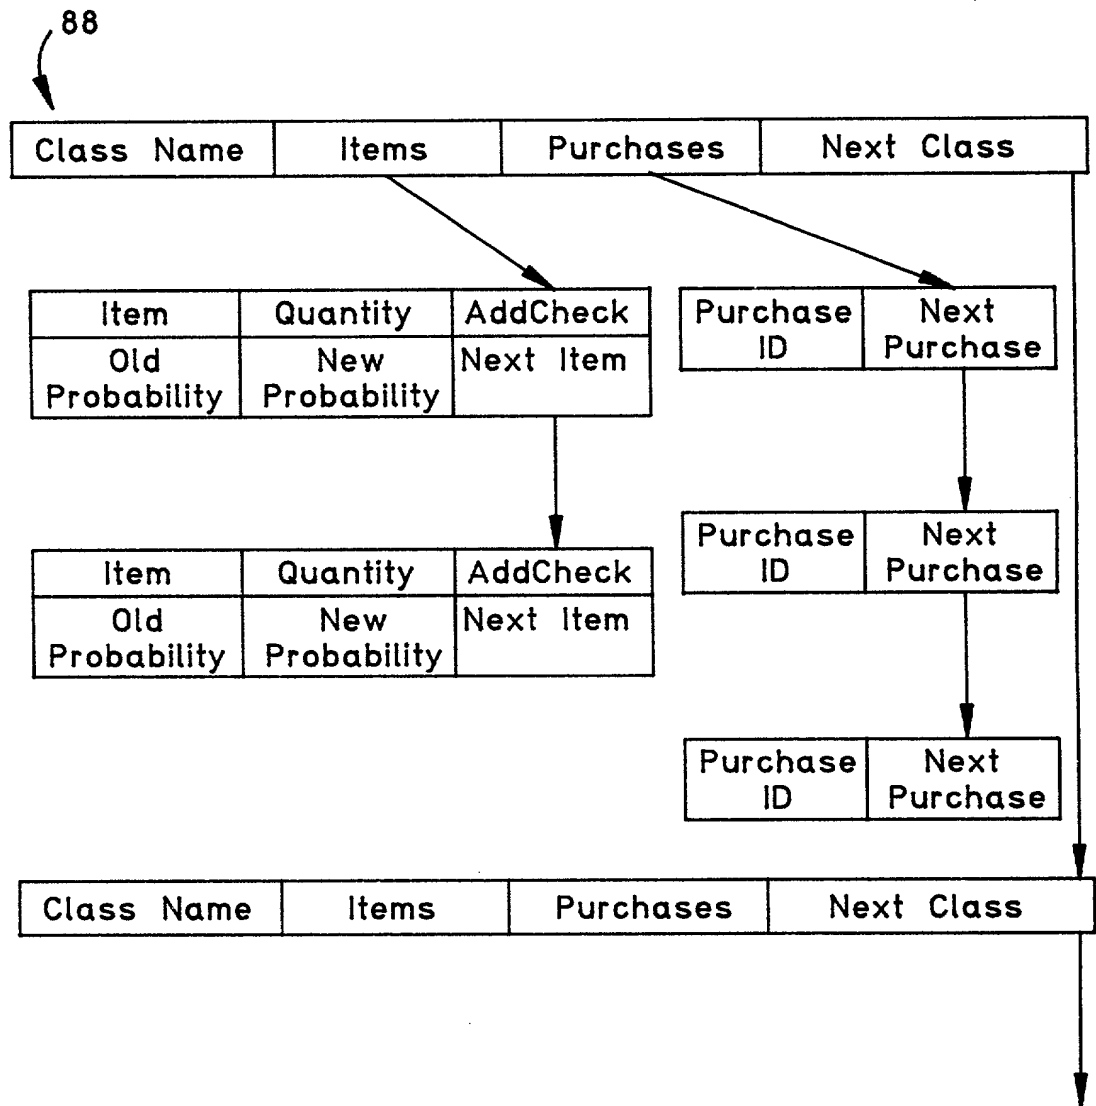 88
Class Name Items Purchases Next Class
Item Quantity AddCheck
Old Probability New Probability Next Item
Purchase ID Next Purchase
Item Quantity AddCheck
Old Probability New Probability Next Item
Purchase ID Next Purchase
Purchase ID Next Purchase
Class Name Items Purchases Next Class